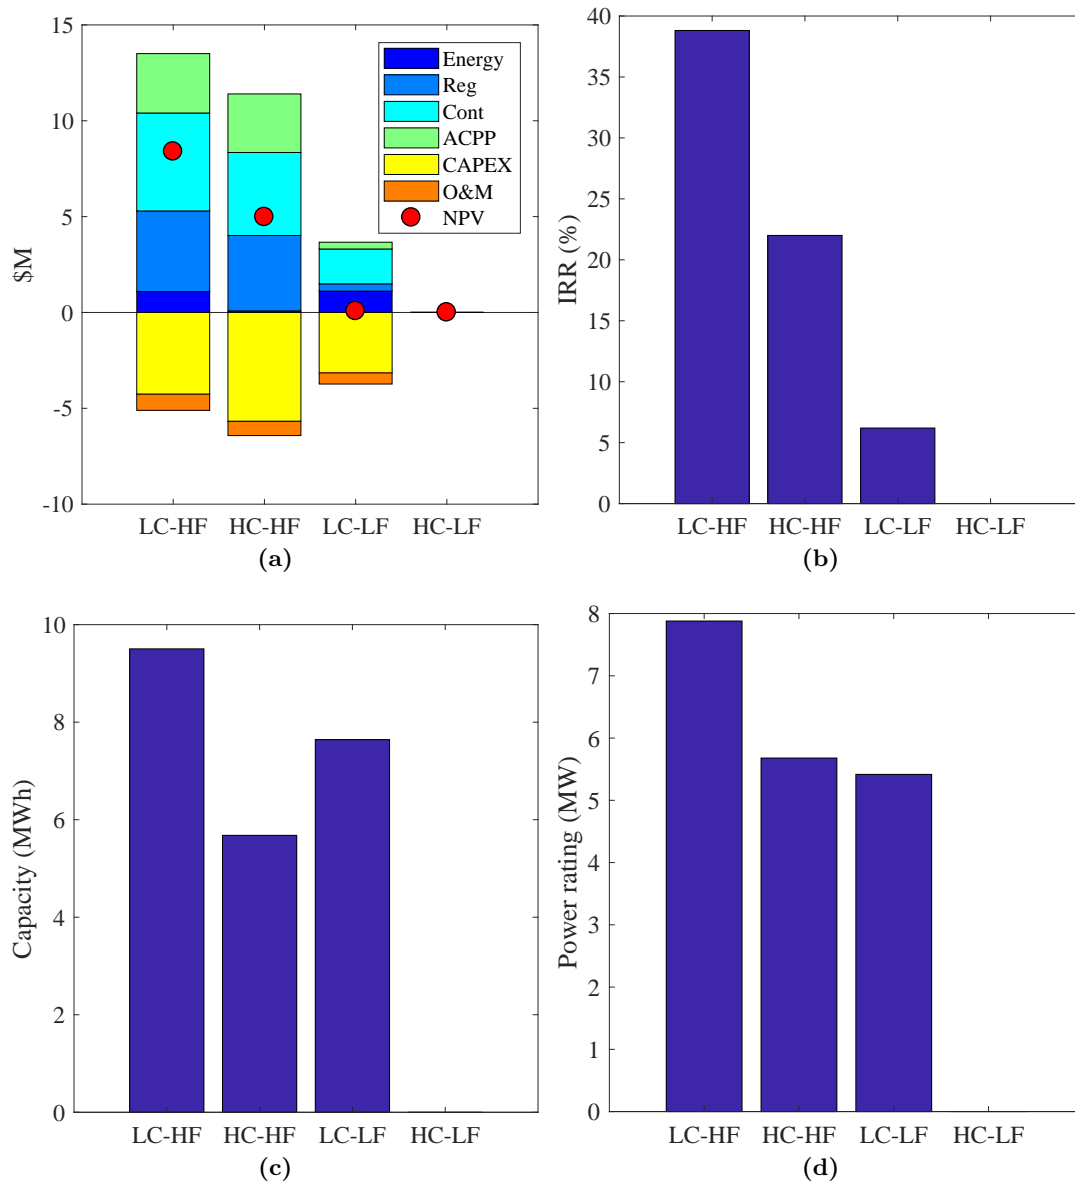 15
10
5
0
-5
-10
$M
Energy
Reg
Cont
ACPP
CAPEX
O&M
NPV
LC-HF HC-HF LC-LF HC-LF
(a)
40
35
30
25
20
15
10
5
0
IRR (%)
LC-HF HC-HF LC-LF HC-LF
(b)
10
8
6
4
2
0
Capacity (MWh)
LC-HF HC-HF LC-LF HC-LF
(c)
8
7
6
5
4
3
2
1
0
Power rating (MW)
LC-HF HC-HF LC-LF HC-LF
(d)